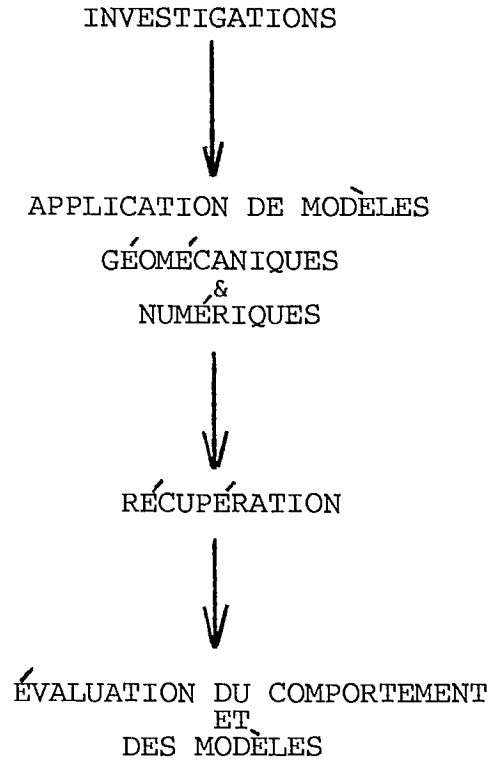 INVESTIGATIONS
APPLICATION DE MODÈLES
GÉOMÉCANIQUES
&
NUMÉRIQUES
RÉCUPÉRATION
ÉVALUATION DU COMPORTEMENT
ET
DES MODÈLES